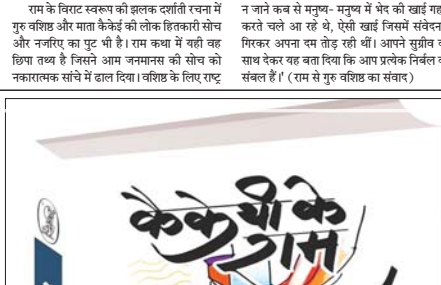 राम के विराट स्वरूप की झलक दर्शाती रचना में
गुरु वशिष्ठ और माता कैकेई की लोक हितकारी सोच
और नजरिए का पुट भी है। राम कथा में यही वह
छिपा तथ्य है जिसने आम जनमानस की सोच को
नकारात्मक सांचे में ढाल दिया। वशिष्ठ के लिए राष्ट्र
न जाने कब से मनुष्य- मनुष्य में भेद की खाई
करते चले आ रहे थे, ऐसी खाई जिसमें
गिरकर अपना दम तोड़ रही थीं। आपने सुग्रीव
साथ देकर यह बता दिया कि आप प्रत्येक निर्बल
संबल हैं।' (राम से गुरु वशिष्ठ का संवाद)
कैकेयी के
राम